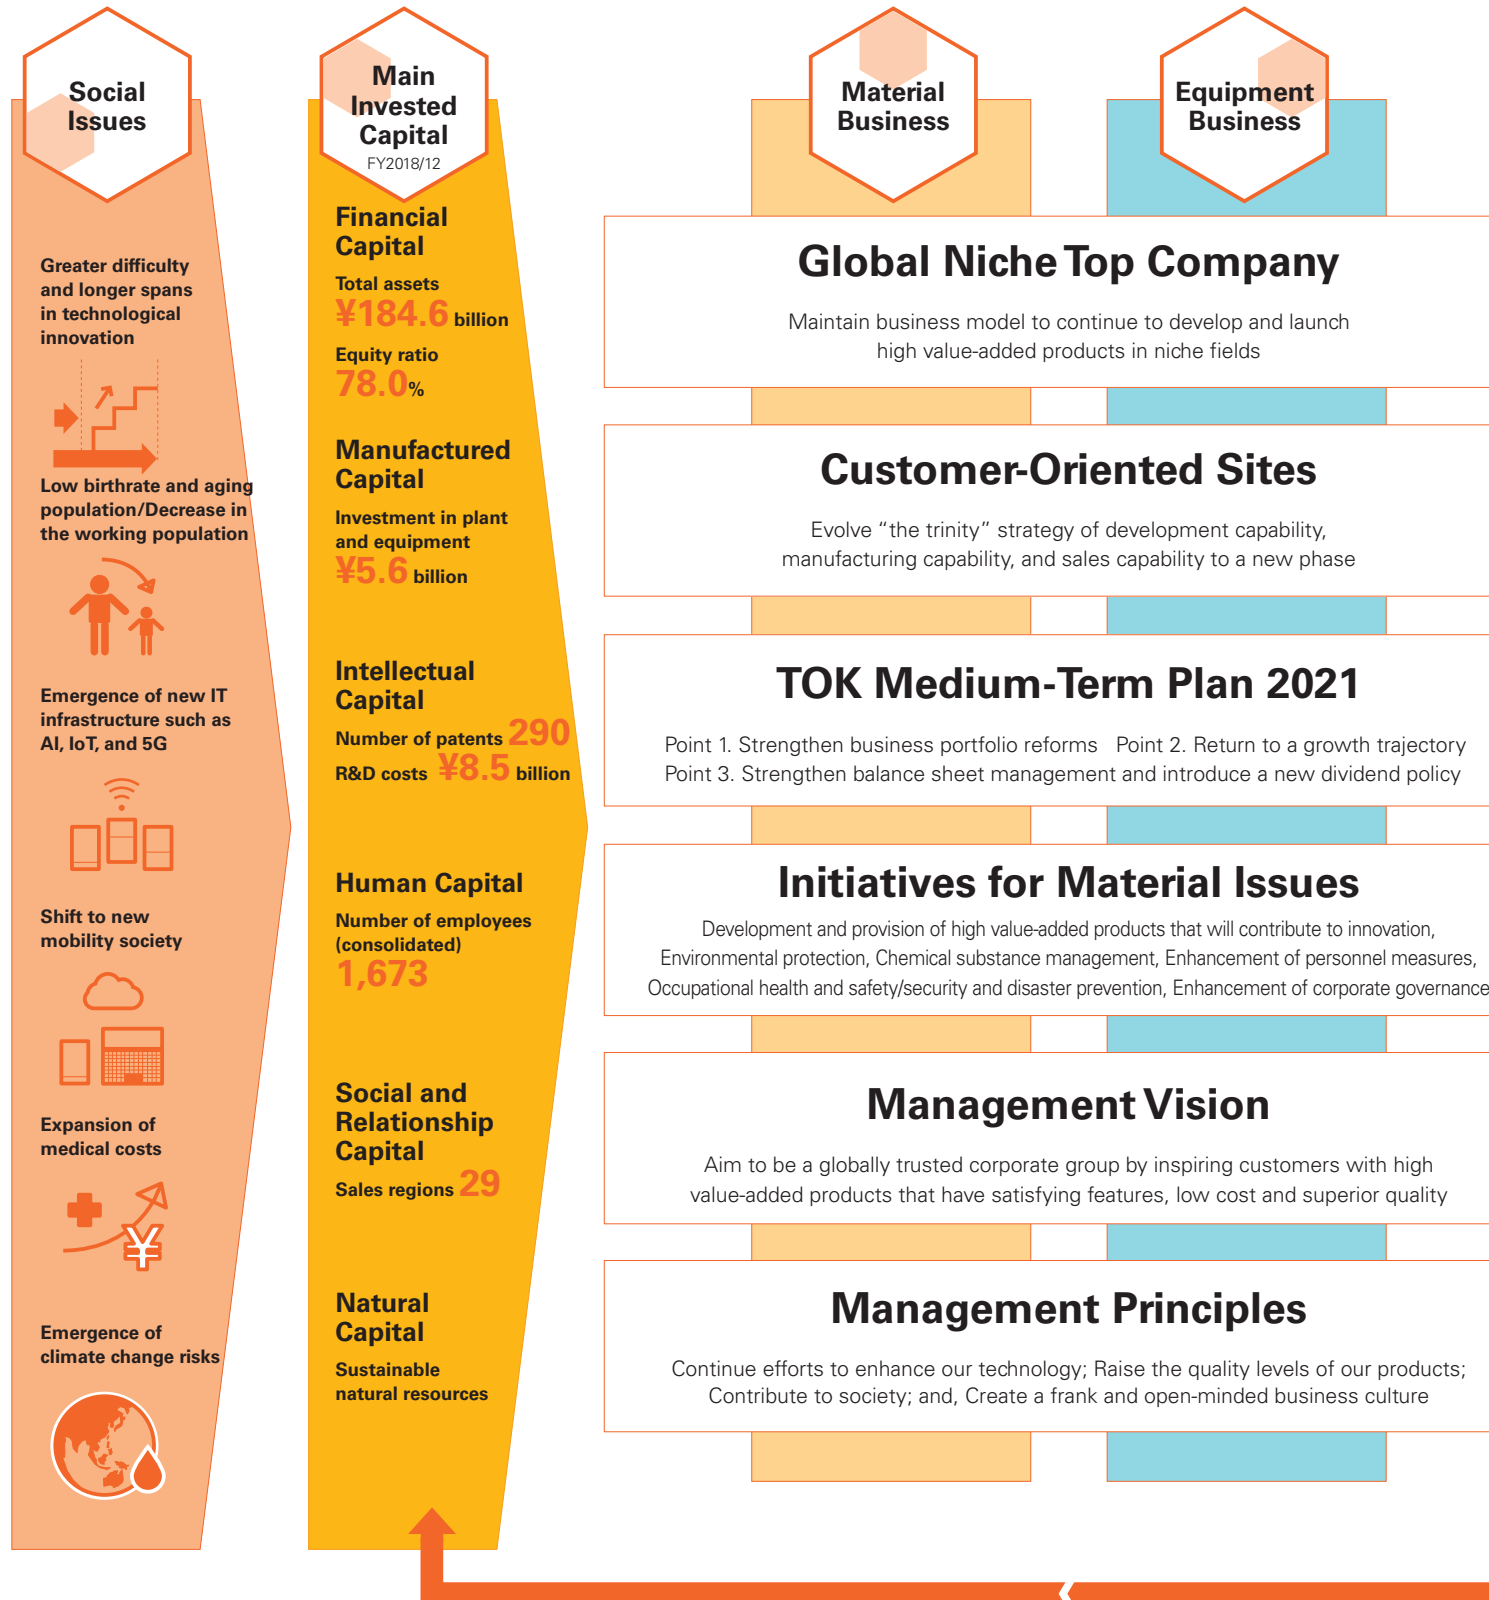 Social
Issues
Greater difficulty
and longer spans
in technological
innovation
Low birthrate and aging
population/Decrease in
the working population
Emergence of new IT
infrastructure such as
AI, IoT, and 5G
Shift to new
mobility society
Expansion of
medical costs
¥
Emergence of
climate change risks
Main
Invested
Capital
FY2018/12
Financial
Capital
Total assets
¥184.6 billion
Equity ratio
78.0%
Manufactured
Capital
Investment in plant
and equipment
¥5.6 billion
Intellectual
Capital
Number of patents 290
R&D costs ¥8.5 billion
Human Capital
Number of employees
(consolidated)
1,673
Social and
Relationship
Capital
Sales regions 29
Natural
Capital
Sustainable
natural resources
Material
Business
Equipment
Business
Global Niche Top Company
Maintain business model to continue to develop and launch
high value-added products in niche fields
Customer-Oriented Sites
Evolve “the trinity” strategy of development capability,
manufacturing capability, and sales capability to a new phase
TOK Medium-Term Plan 2021
Point 1. Strengthen business portfolio reforms Point 2. Return to a growth trajectory
Point 3. Strengthen balance sheet management and introduce a new dividend policy
Initiatives for Material Issues
Development and provision of high value-added products that will contribute to innovation,
Environmental protection, Chemical substance management, Enhancement of personnel measures,
Occupational health and safety/security and disaster prevention, Enhancement of corporate governance
Management Vision
Aim to be a globally trusted corporate group by inspiring customers with high
value-added products that have satisfying features, low cost and superior quality
Management Principles
Continue efforts to enhance our technology; Raise the quality levels of our products;
Contribute to society; and, Create a frank and open-minded business culture